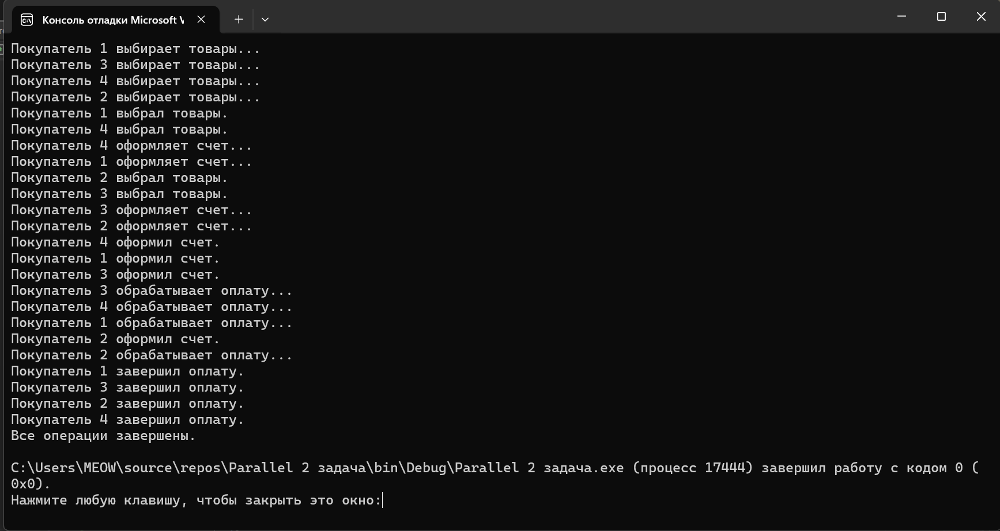 Консоль отладки Microsoft V
Покупатель 1 выбирает товары...
Покупатель 3 выбирает товары...
Покупатель 4 выбирает товары...
Покупатель 2 выбирает товары...
Покупатель 1 выбрал товары.
Покупатель 4 выбрал товары.
Покупатель 4 оформляет счет...
Покупатель 1 оформляет счет...
Покупатель 2 выбрал товары.
Покупатель 3 выбрал товары.
Покупатель 3 оформляет счет...
Покупатель 2 оформляет счет...
Покупатель 4 оформил счет.
Покупатель 1 оформил счет.
Покупатель 3 оформил счет.
Покупатель 3 обрабатывает оплату...
Покупатель 4 обрабатывает оплату...
Покупатель 1 обрабатывает оплату...
Покупатель 2 оформил счет.
Покупатель 2 обрабатывает оплату...
Покупатель 1 завершил оплату.
Покупатель 3 завершил оплату.
Покупатель 2 завершил оплату.
Покупатель 4 завершил оплату.
Все операции завершены.
C:\Users\MEOW\source\repos\Parallel 2 задача\bin\Debug\Parallel 2 задача.exe (процесс 17444) завершил работу с кодом 0 (
0x0).
Нажмите любую клавишу, чтобы закрыть это окно: